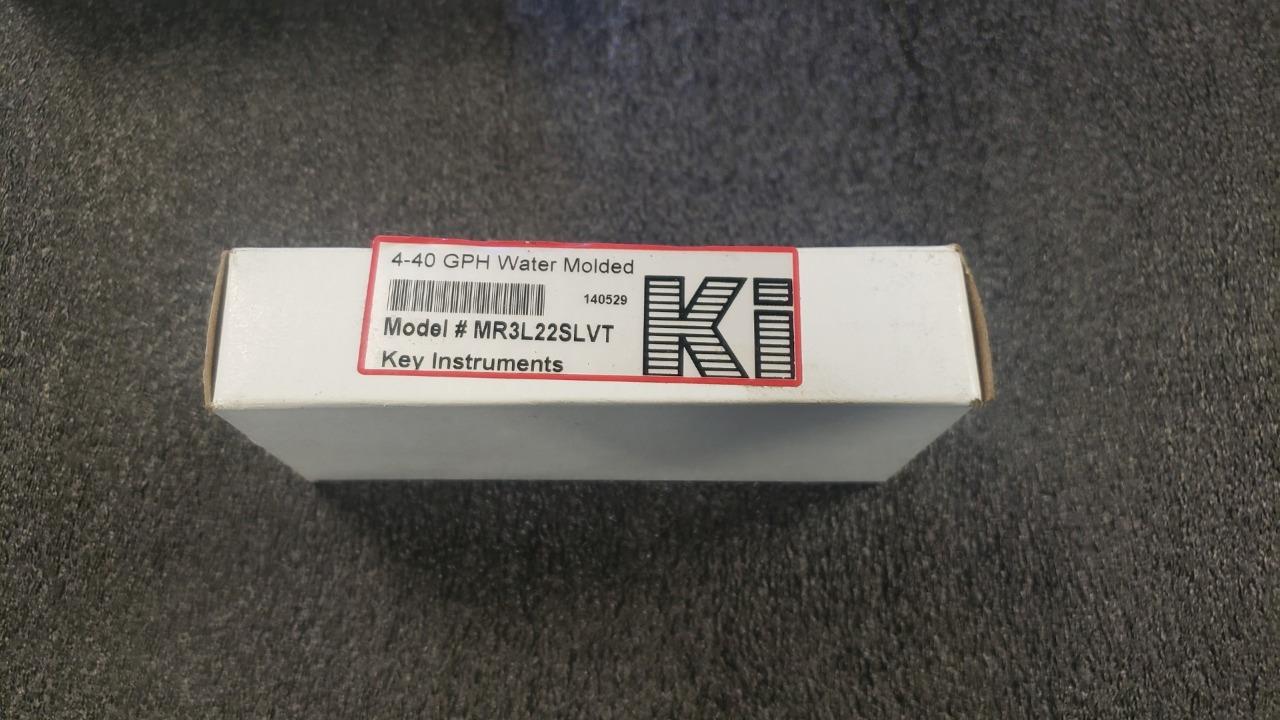 4-40 GPH Water Molded
140529
Model # MR3L22SLVT
Key Instruments
Ki